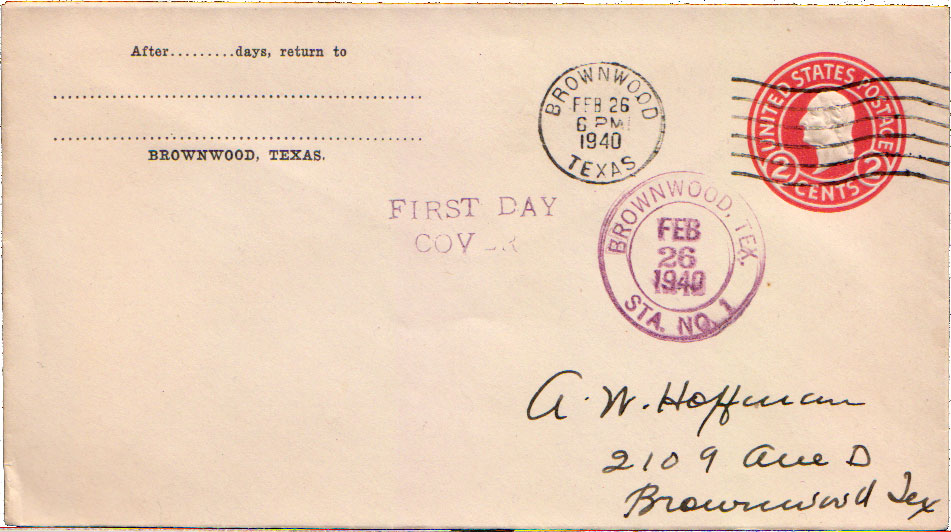 After.........days, return to
BROWNWOOD, TEXAS.
BROWNWOOD
FEB 26
6 PM
1940
TEXAS
UNITED STATES POSTAGE
2 CENTS 2
FIRST DAY
COVER
BROWNWOOD, TEX.
FEB
26
1940
STA. NO. 1
A. W. Hoffman
2109 Ave D
Brownwood Tex